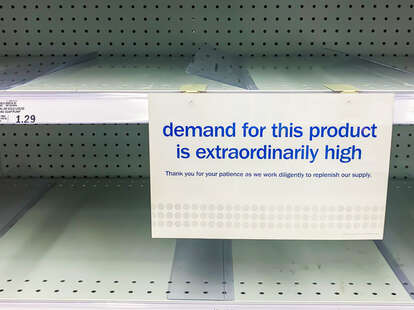 1.29
demand for this product
is extraordinarily high
Thank you for your patience as we work diligently to replenish our supply.